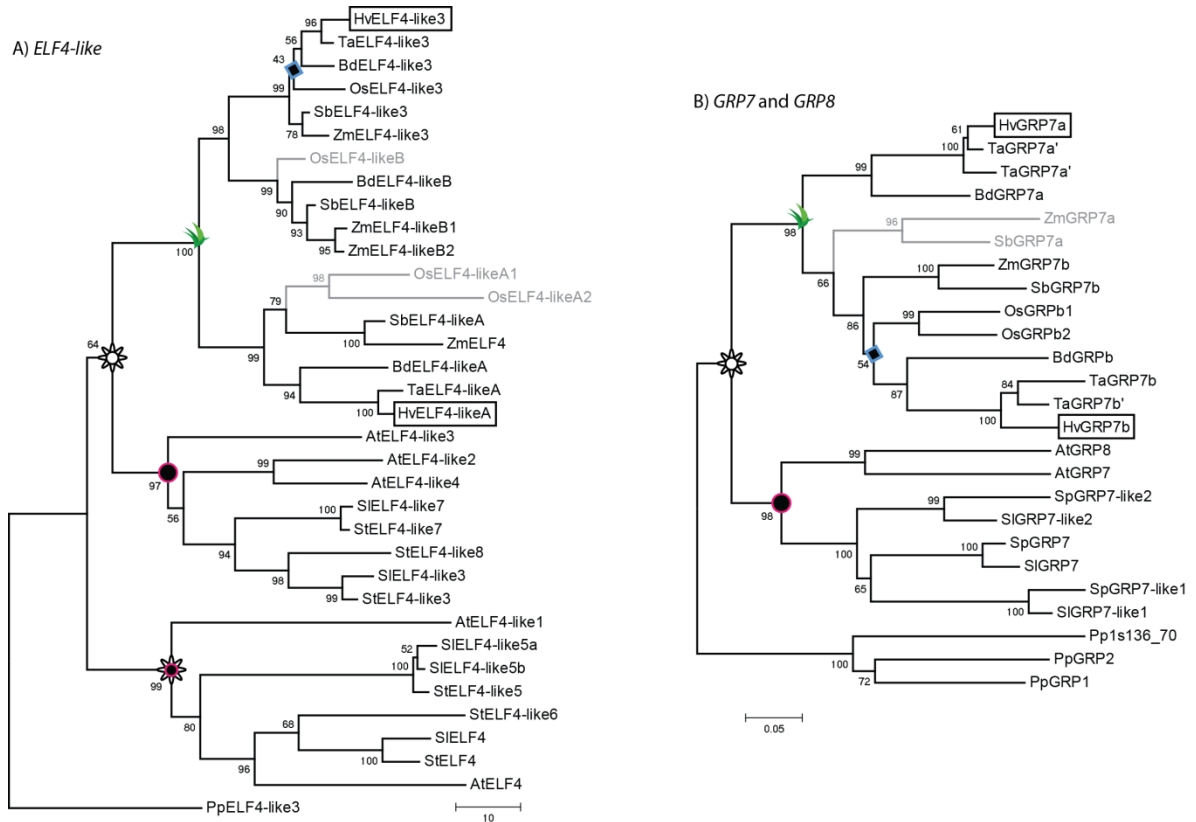 A) ELF4-like
96
HvELF4-like3
56
TaELF4-like3
43
BdELF4-like3
99
OsELF4-like3
SbELF4-like3
78
ZmELF4-like3
98
OsELF4-likeB
99
BdELF4-likeB
90
SbELF4-likeB
93
ZmELF4-likeB1
95
ZmELF4-likeB2
100
98
OsELF4-likeA1
OsELF4-likeA2
79
SbELF4-likeA
100
ZmELF4
99
BdELF4-likeA
94
TaELF4-likeA
100
HvELF4-likeA
64
AtELF4-like3
97
99
AtELF4-like2
AtELF4-like4
56
100
SlELF4-like7
StELF4-like7
94
StELF4-like8
98
SlELF4-like3
99
StELF4-like3
AtELF4-like1
99
52
SlELF4-like5a
100
SlELF4-like5b
StELF4-like5
80
StELF4-like6
68
SlELF4
100
StELF4
96
AtELF4
PpELF4-like3
10
B) GRP7 and GRP8
61
HvGRP7a
100
TaGRP7a'
TaGRP7a'
99
BdGRP7a
98
96
ZmGRP7a
SbGRP7a
66
100
ZmGRP7b
SbGRP7b
86
99
OsGRPb1
OsGRPb2
54
BdGRPb
87
84
TaGRP7b
TaGRP7b'
100
HvGRP7b
99
AtGRP8
AtGRP7
98
99
SpGRP7-like2
SlGRP7-like2
100
100
SpGRP7
SlGRP7
65
SpGRP7-like1
100
SlGRP7-like1
Pp1s136_70
100
PpGRP2
72
PpGRP1
0.05